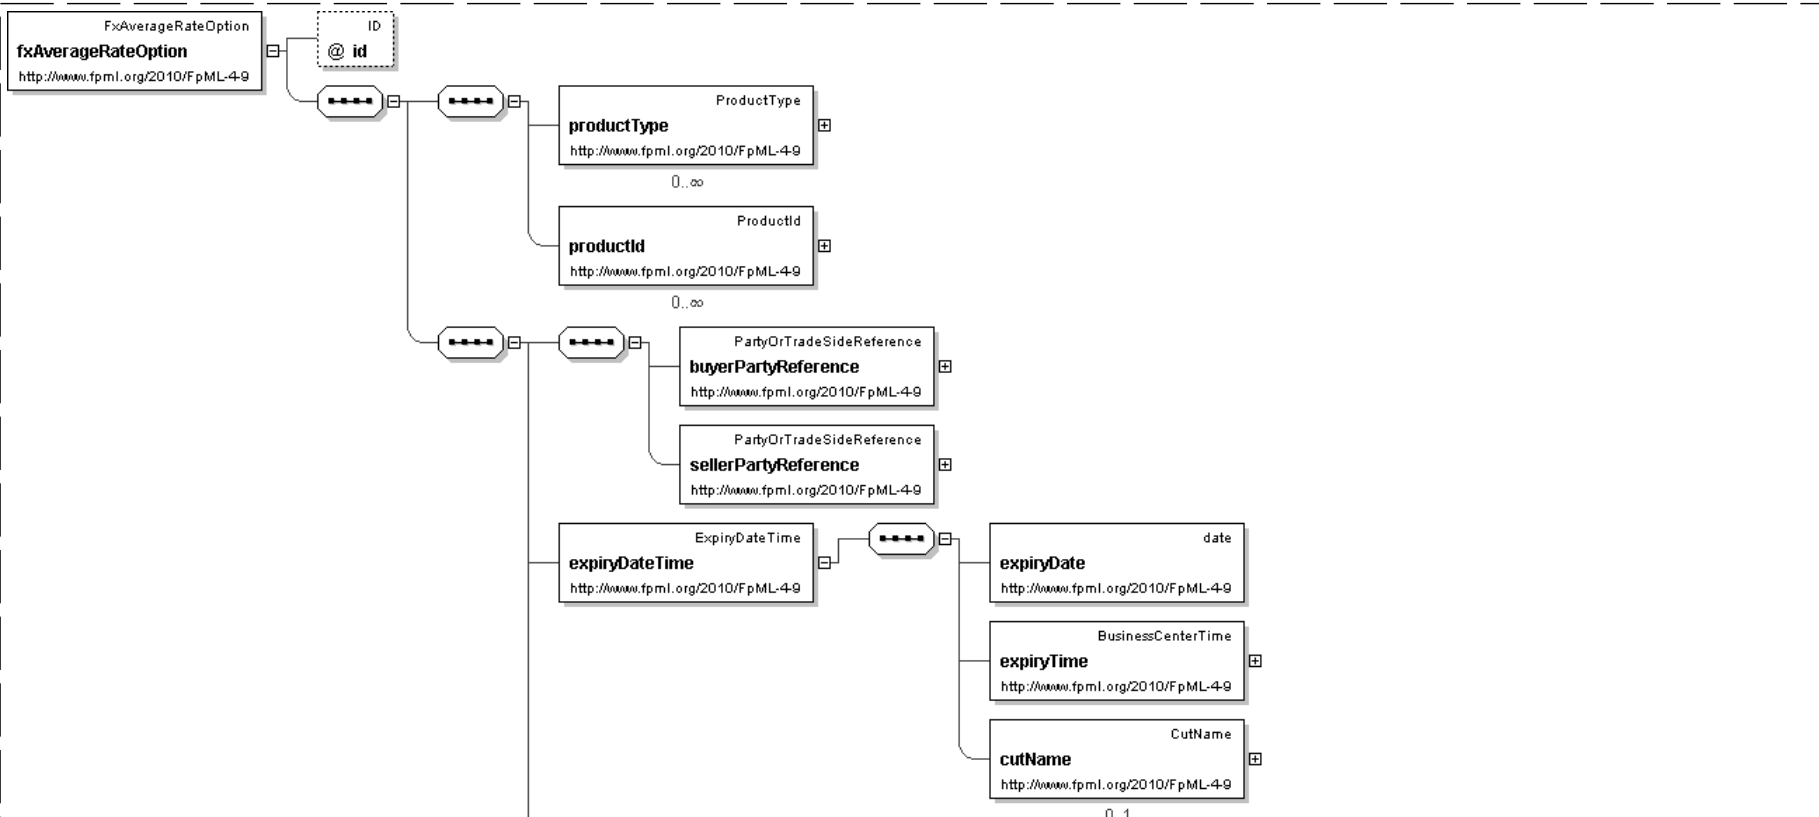 FxAverageRateOption
fxAverageRateOption
http://www.fpml.org/2010/FpML-4-9
ID
@ id
ProductType
productType
http://www.fpml.org/2010/FpML-4-9
0..∞
ProductId
productId
http://www.fpml.org/2010/FpML-4-9
0..∞
PartyOrTradeSideReference
buyerPartyReference
http://www.fpml.org/2010/FpML-4-9
PartyOrTradeSideReference
sellerPartyReference
http://www.fpml.org/2010/FpML-4-9
ExpiryDateTime
expiryDateTime
http://www.fpml.org/2010/FpML-4-9
date
expiryDate
http://www.fpml.org/2010/FpML-4-9
BusinessCenterTime
expiryTime
http://www.fpml.org/2010/FpML-4-9
CutName
cutName
http://www.fpml.org/2010/FpML-4-9
0..1